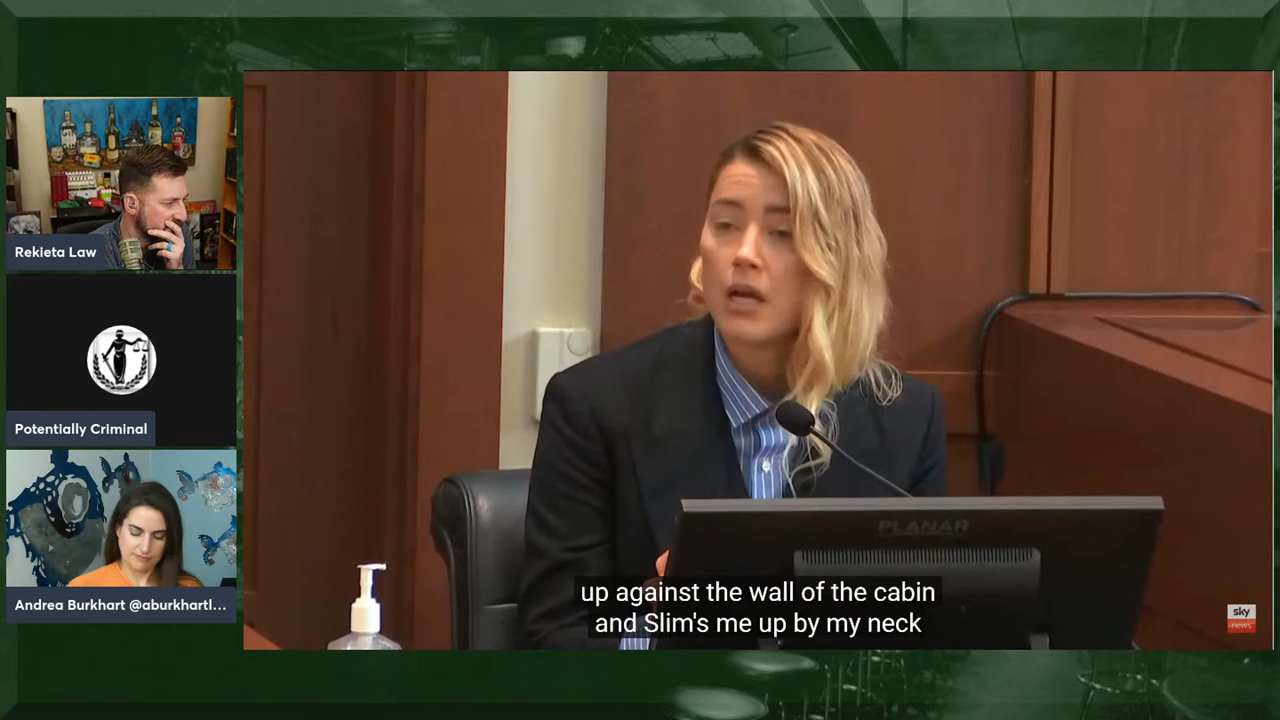 Rekieta Law
Potentially Criminal
Andrea Burkhart @aburkhartl...
PLANAR
up against the wall of the cabin
and Slim's me up by my neck
sky
news